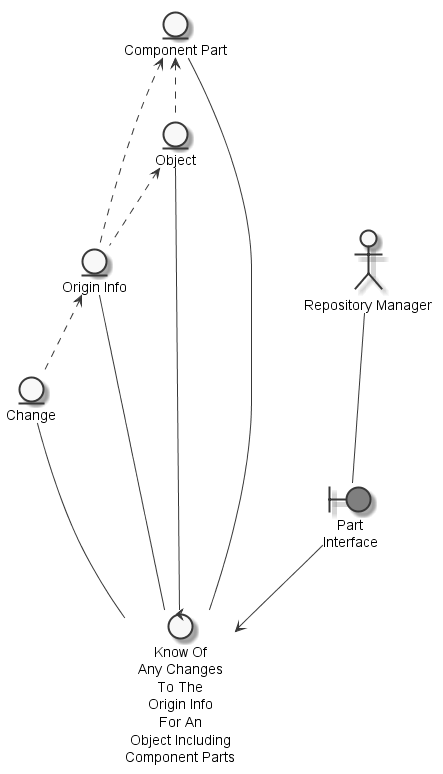 Component Part
Object
Origin Info
Repository Manager
Change
Part
Interface
Know Of
Any Changes
To The
Origin Info
For An
Object Including
Component Parts